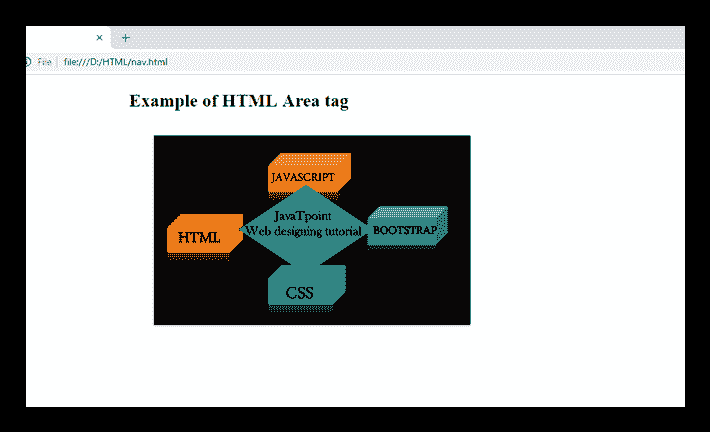 File file:///D:/HTML/nav.html
Example of HTML Area tag
JAVASCRIPT
JavaTpoint
Web designing tutorial
HTML
BOOTSTRAP
CSS